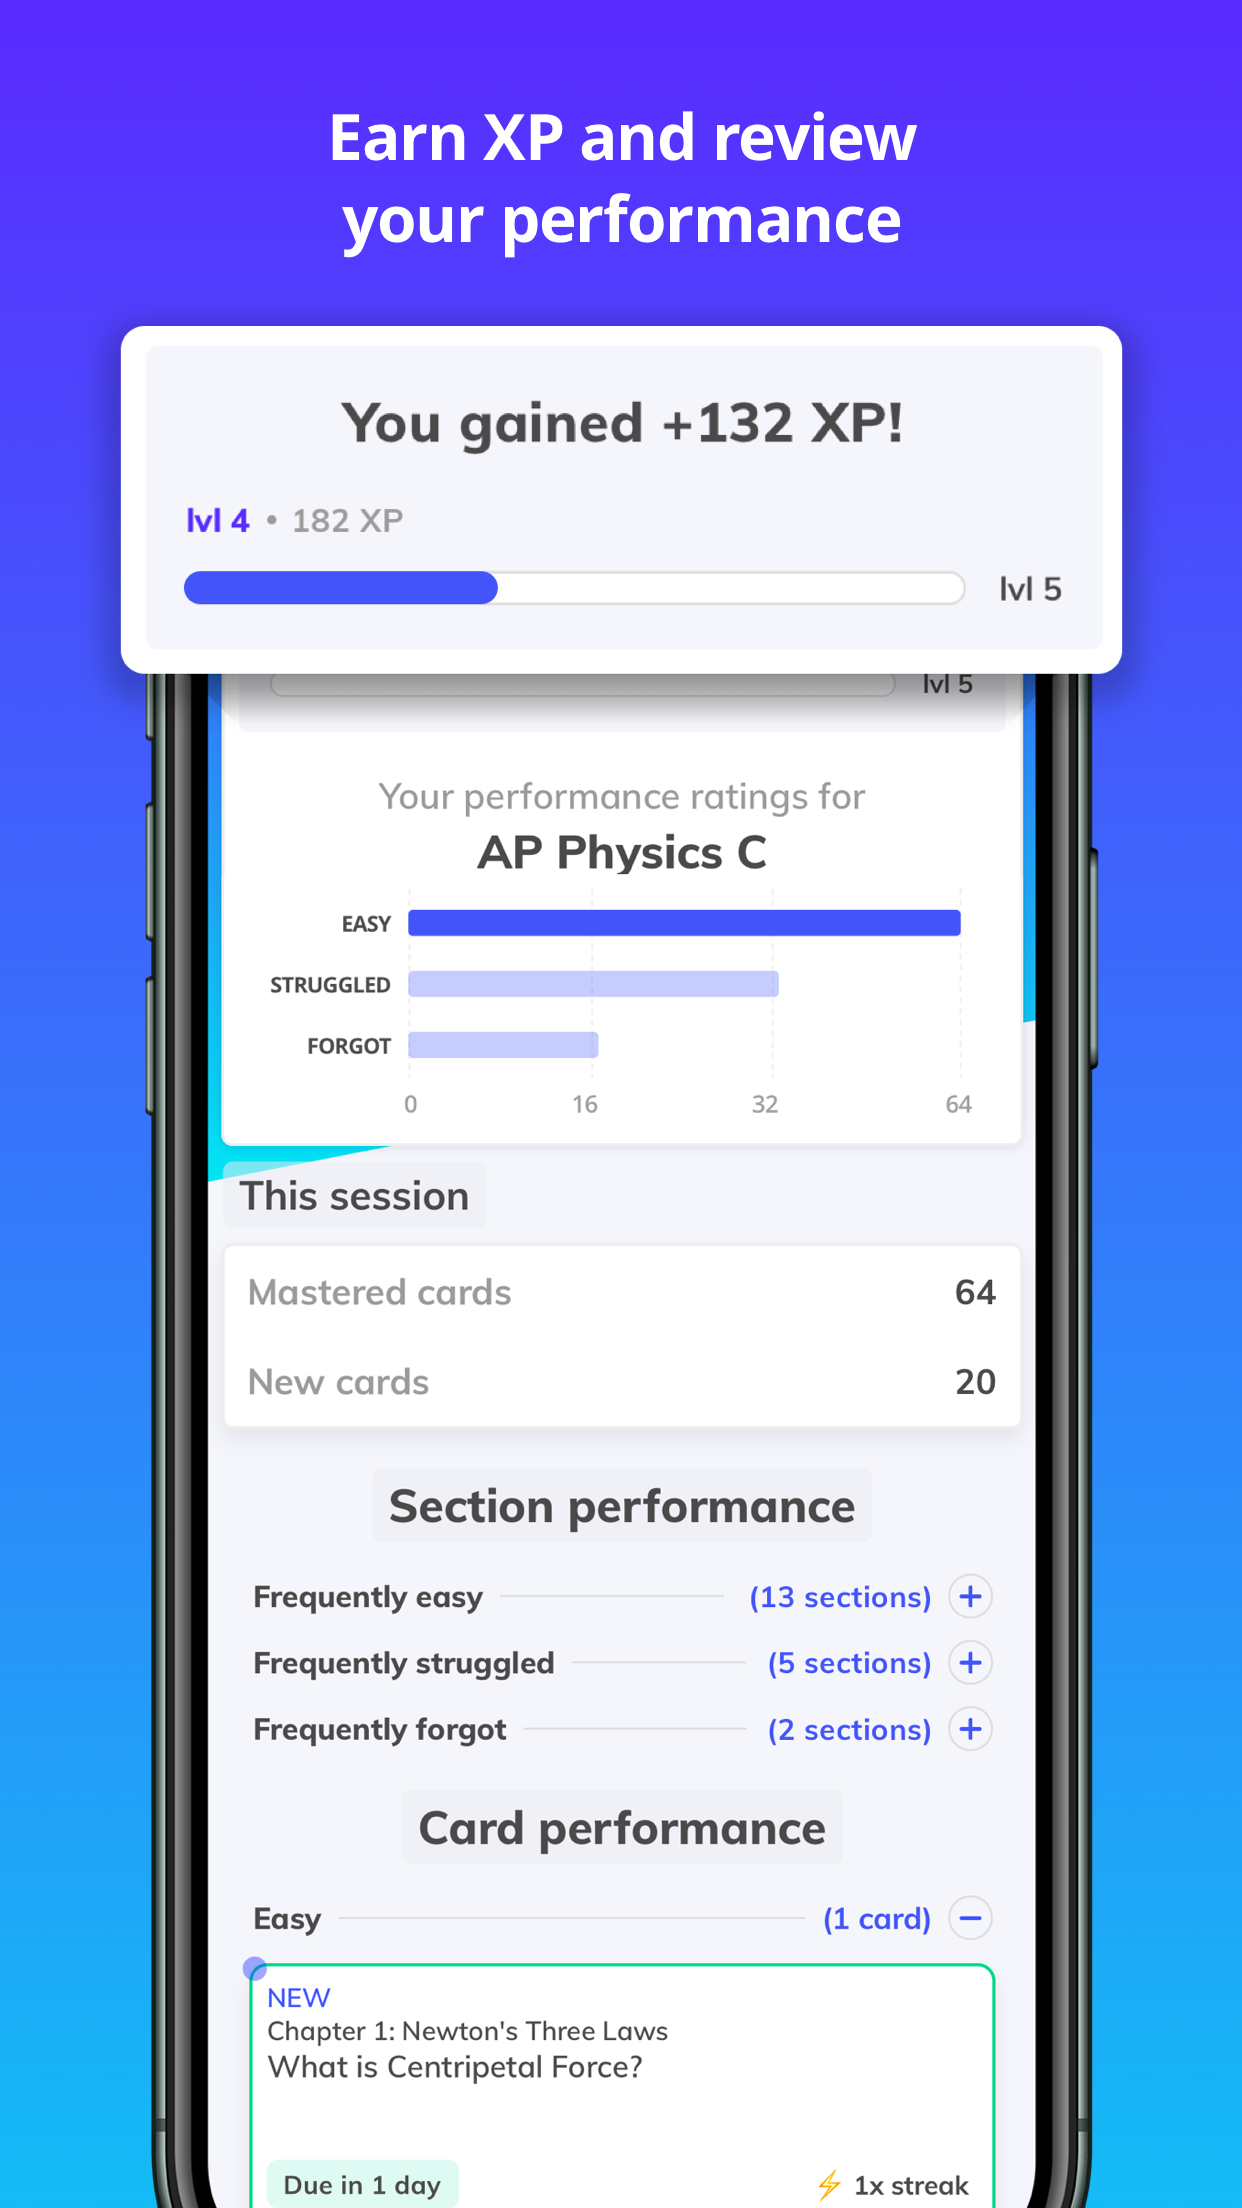 Earn XP and review
your performance
You gained +132 XP!
lvl 4 • 182 XP
lvl 5
lvl 5
Your performance ratings for
AP Physics C
EASY
STRUGGLED
FORGOT
0 16 32 64
This session
Mastered cards 64
New cards 20
Section performance
Frequently easy (13 sections) +
Frequently struggled (5 sections) +
Frequently forgot (2 sections) +
Card performance
Easy (1 card) −
NEW
Chapter 1: Newton's Three Laws
What is Centripetal Force?
Due in 1 day ⚡ 1x streak